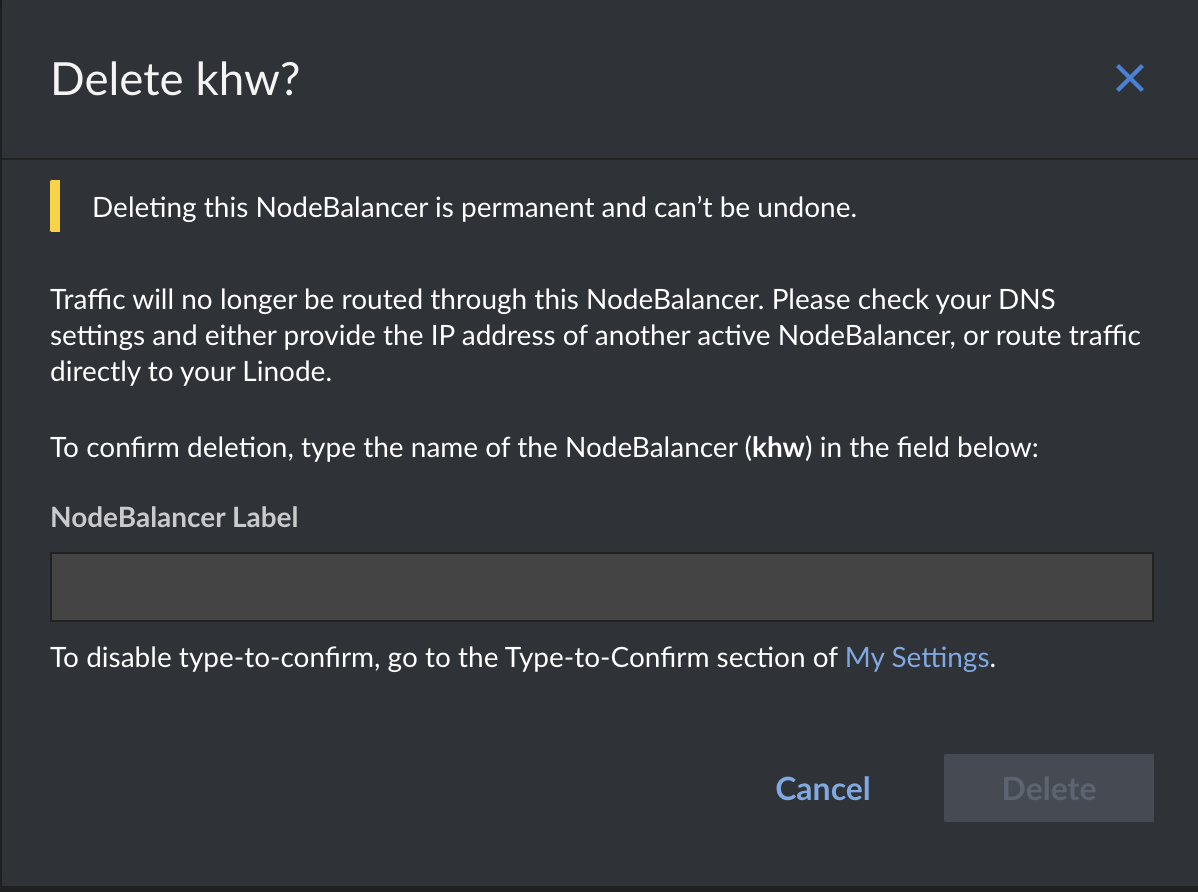 Delete khw?
Deleting this NodeBalancer is permanent and can’t be undone.
Traffic will no longer be routed through this NodeBalancer. Please check your DNS
settings and either provide the IP address of another active NodeBalancer, or route traffic
directly to your Linode.
To confirm deletion, type the name of the NodeBalancer (khw) in the field below:
NodeBalancer Label
To disable type-to-confirm, go to the Type-to-Confirm section of My Settings.
Cancel
Delete